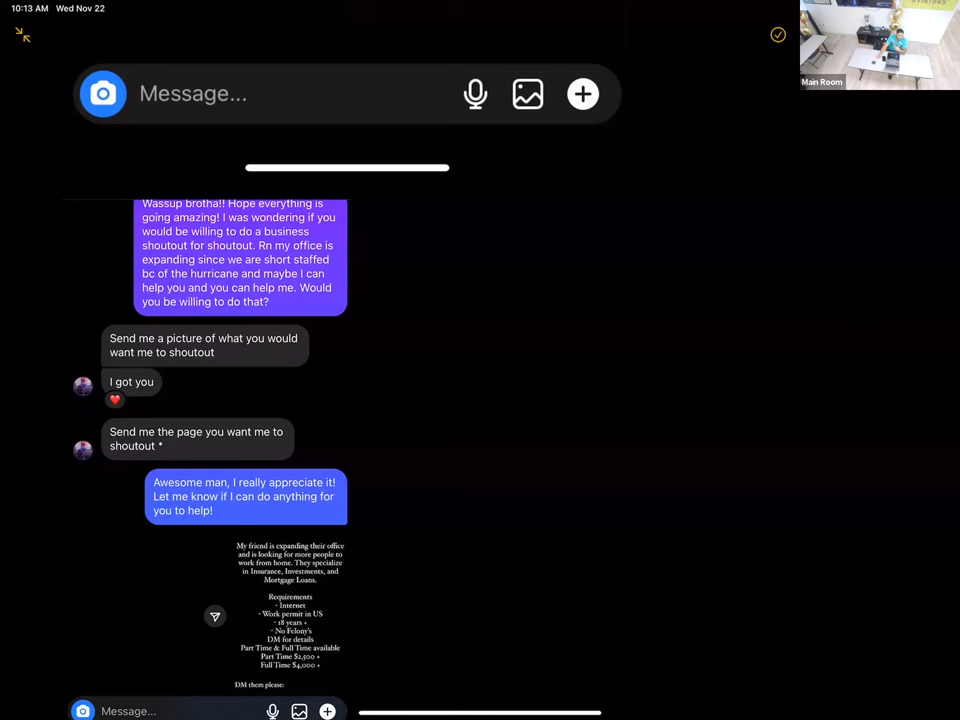 10:13 AM Wed Nov 22
Message...
Main Room
Wassup brotha!! Hope everything is
going amazing! I was wondering if you
would be willing to do a business
shoutout for shoutout. Rn my office is
expanding since we are short staffed
bc of the hurricane and maybe I can
help you and you can help me. Would
you be willing to do that?
Send me a picture of what you would
want me to shoutout
I got you
Send me the page you want me to
shoutout *
Awesome man, I really appreciate it!
Let me know if I can do anything for
you to help!
My friend is expanding their office
and is looking for more people to
work from home. They specialize
in Insurance, Investments, and
Mortgage Loans.
Requirements
- Internet
- Work permit in US
- 18 years +
- No Felony's
DM for details
Part Time & Full Time available
Part Time $2,500 +
Full Time $4,000 +
DM them please:
Message...